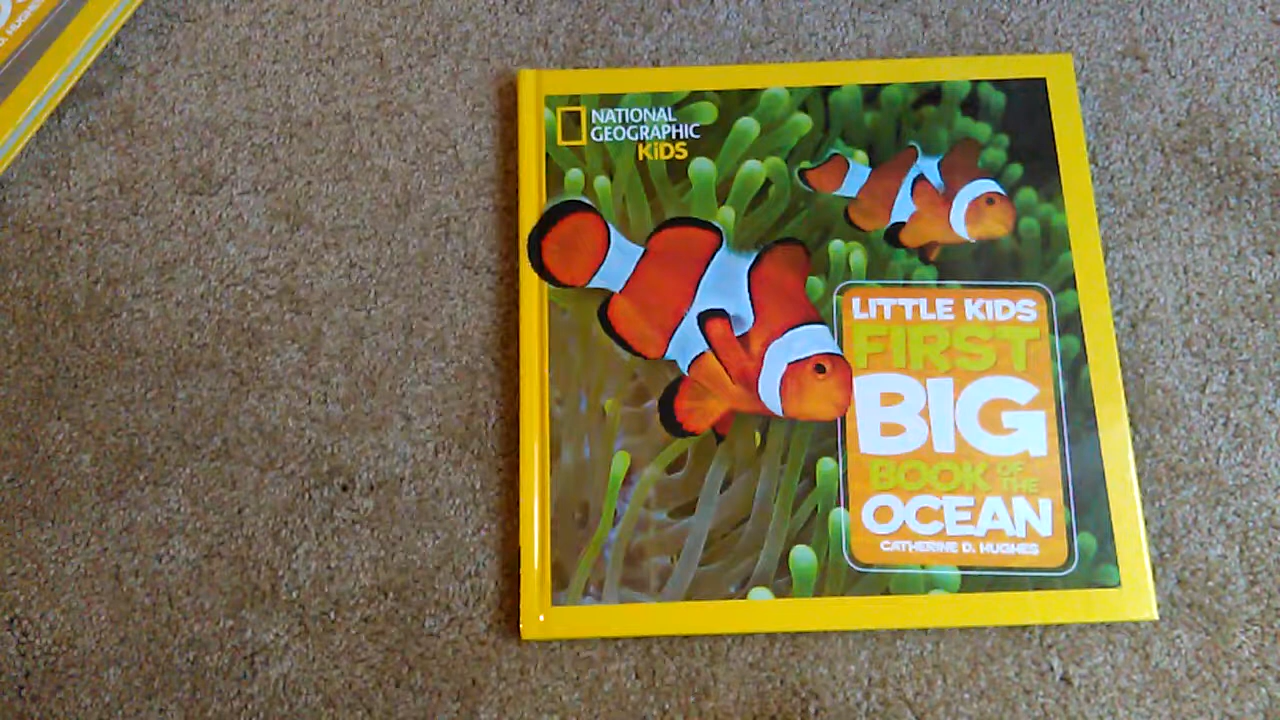 NATIONAL
GEOGRAPHIC
KiDS
LITTLE KIDS
FIRST
BIG
BOOK OF THE
OCEAN
CATHERINE D. HUGHES